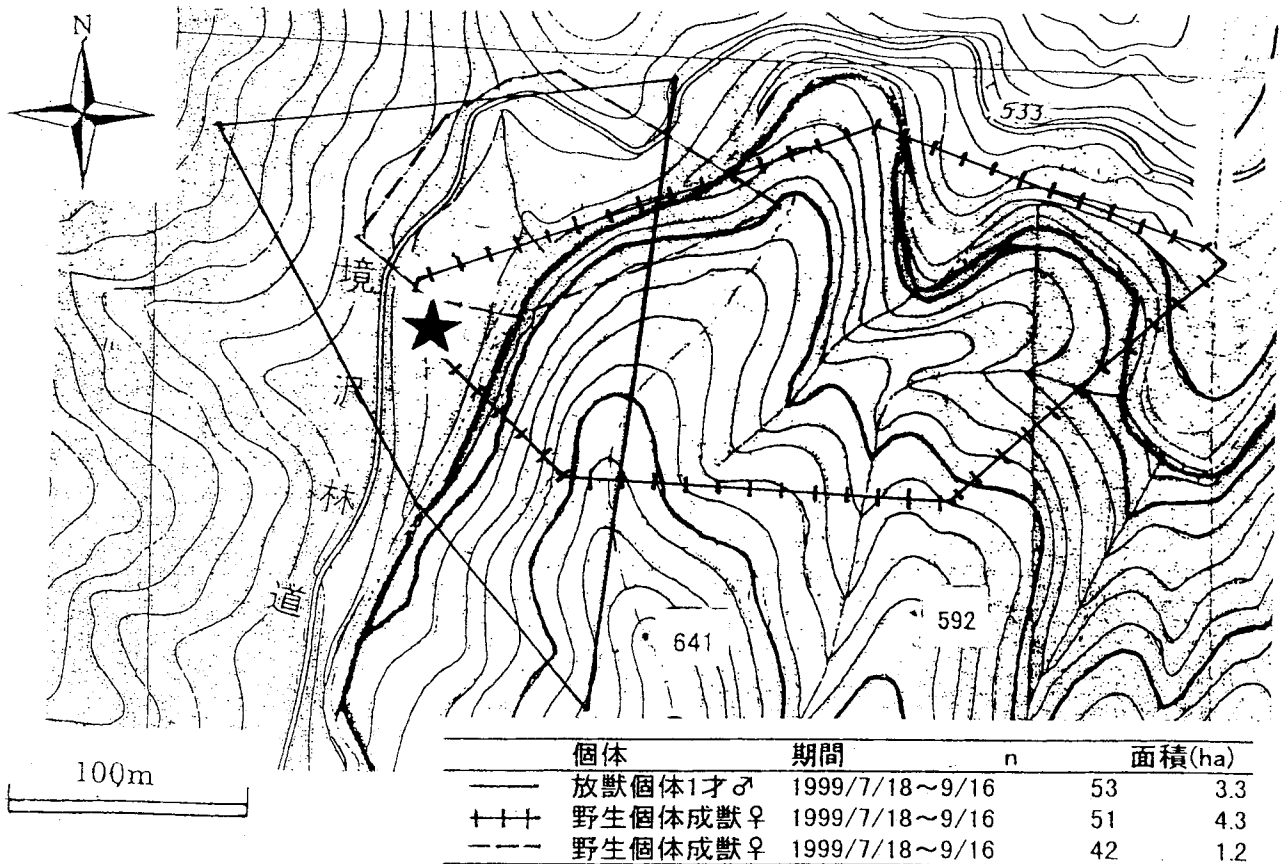 N
533
境沢林道
641
592
100m
個体 期間 n 面積(ha)
放獣個体1才♂ 1999/7/18~9/16 53 3.3
野生個体成獣♀ 1999/7/18~9/16 51 4.3
野生個体成獣♀ 1999/7/18~9/16 42 1.2